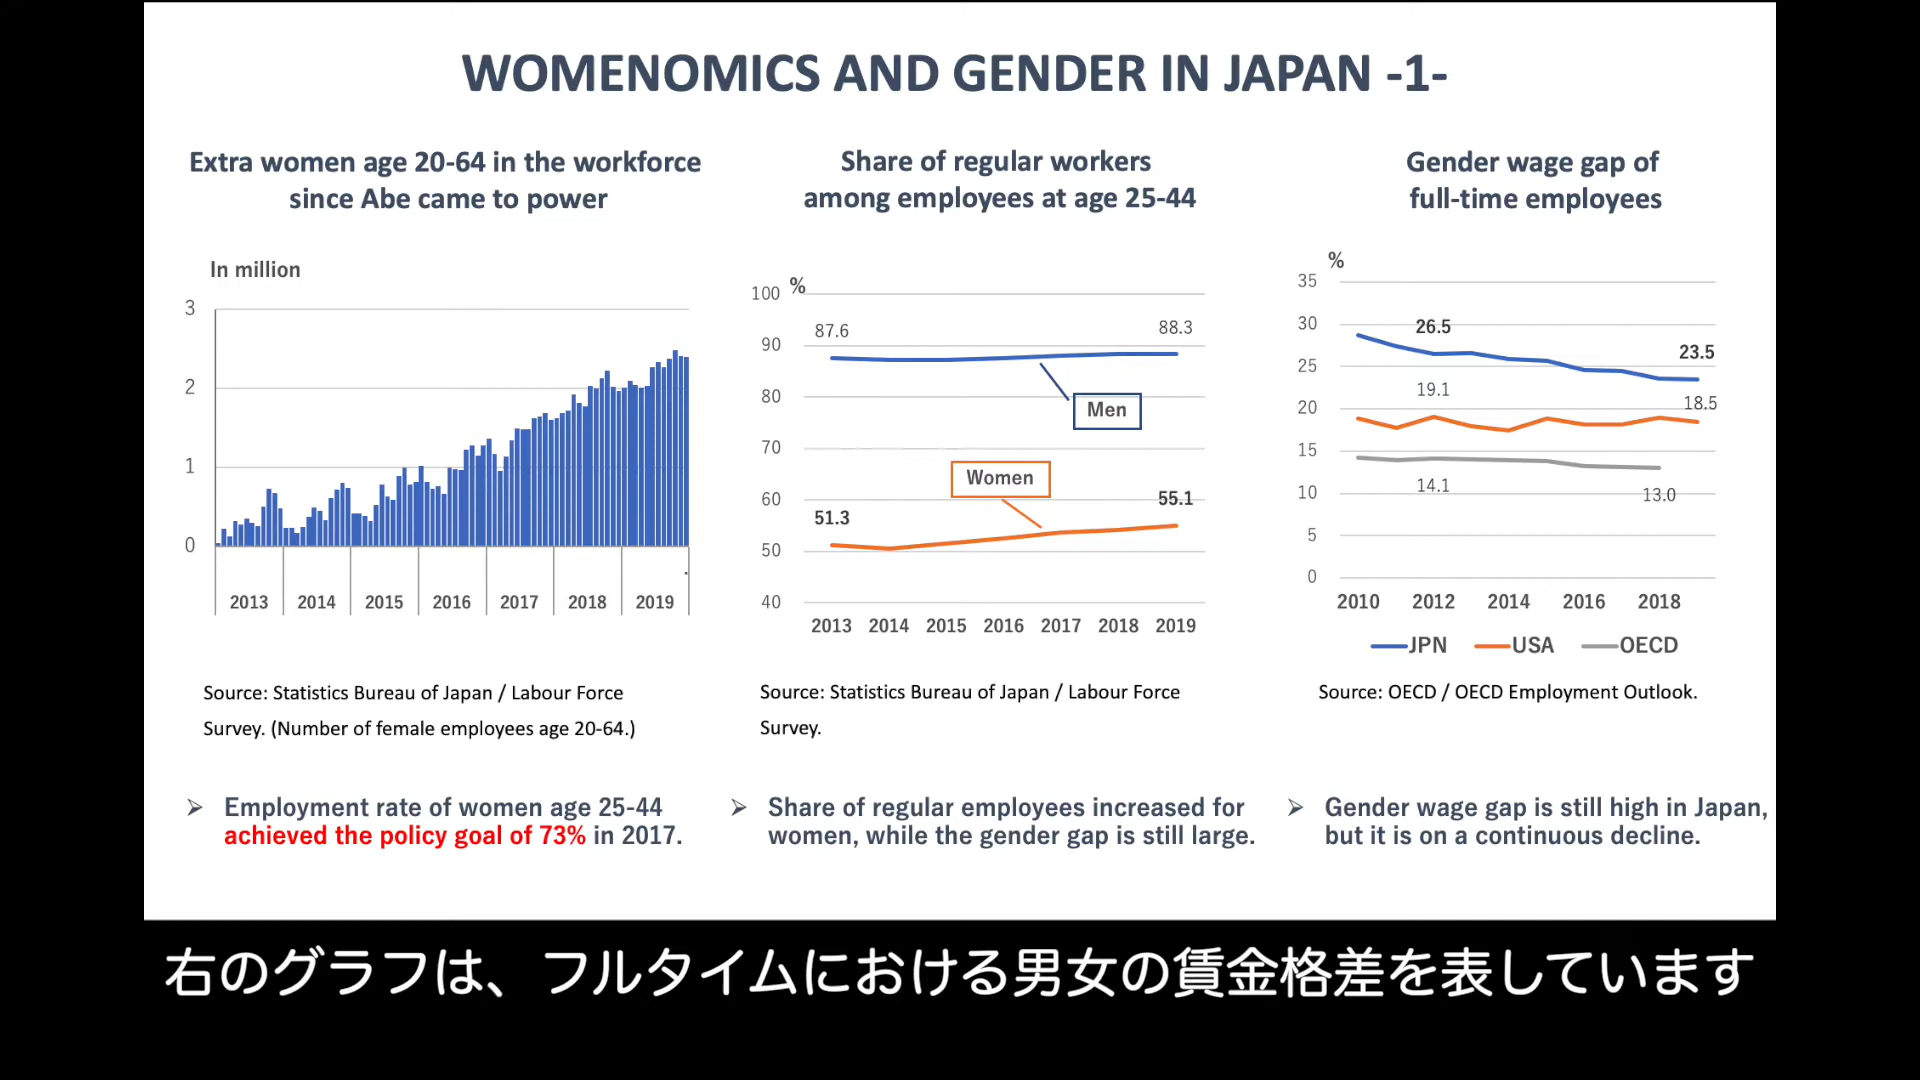 WOMENOMICS AND GENDER IN JAPAN -1-
Extra women age 20-64 in the workforce
since Abe came to power
In million
3
2
1
0
2013 2014 2015 2016 2017 2018 2019
Source: Statistics Bureau of Japan / Labour Force
Survey. (Number of female employees age 20-64.)
➢ Employment rate of women age 25-44
achieved the policy goal of 73% in 2017.
Share of regular workers
among employees at age 25-44
%
100
90
80
70
60
50
40
87.6 88.3
Men
Women
51.3 55.1
2013 2014 2015 2016 2017 2018 2019
Source: Statistics Bureau of Japan / Labour Force
Survey.
➢ Share of regular employees increased for
women, while the gender gap is still large.
Gender wage gap of
full-time employees
%
35
30
25
20
15
10
5
0
26.5 23.5
19.1 18.5
14.1 13.0
2010 2012 2014 2016 2018
JPN USA OECD
Source: OECD / OECD Employment Outlook.
➢ Gender wage gap is still high in Japan,
but it is on a continuous decline.
右のグラフは、フルタイムにおける男女の賃金格差を表しています